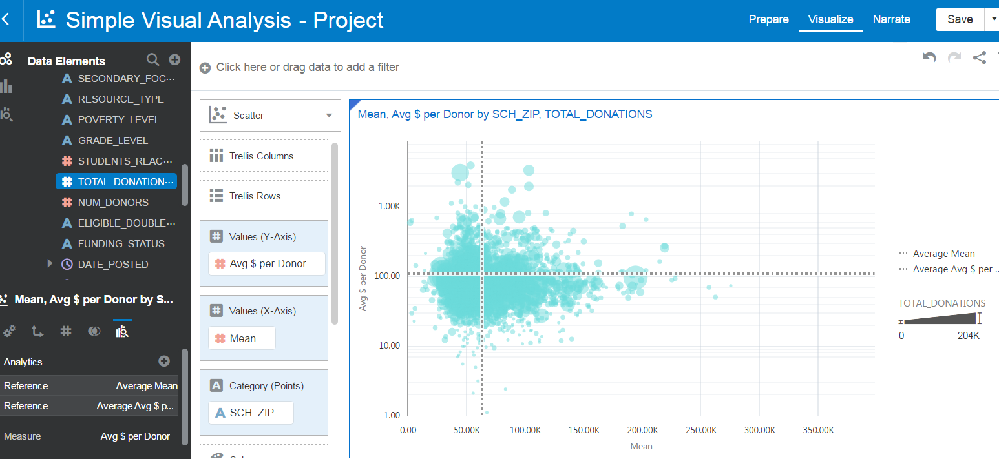 Simple Visual Analysis - Project
Prepare
Visualize
Narrate
Save
Data Elements
SECONDARY_FOC···
RESOURCE_TYPE
POVERTY_LEVEL
GRADE_LEVEL
STUDENTS_REAC···
TOTAL_DONATION···
NUM_DONORS
ELIGIBLE_DOUBLE···
FUNDING_STATUS
DATE_POSTED
Mean, Avg $ per Donor by S...
Analytics
Reference Average Mean
Reference Average Avg $ p...
Measure Avg $ per Donor
Click here or drag data to add a filter
Scatter
Trellis Columns
Trellis Rows
Values (Y-Axis)
Avg $ per Donor
Values (X-Axis)
Mean
Category (Points)
A SCH_ZIP
Mean, Avg $ per Donor by SCH_ZIP, TOTAL_DONATIONS
Avg $ per Donor
1.00K
100.00
10.00
1.00
0.00 50.00K 100.00K 150.00K 200.00K 250.00K 300.00K 350.00K
Mean
Average Mean
Average Avg $ per ..
TOTAL_DONATIONS
0 204K